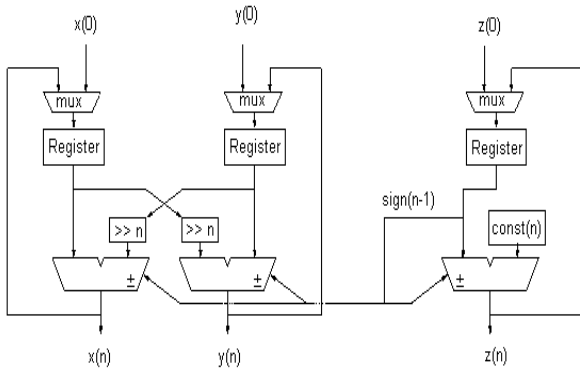 x(0)
y(0)
z(0)
mux
mux
mux
Register
Register
Register
sign(n-1)
>> n
>> n
const(n)
±
±
±
x(n)
y(n)
z(n)